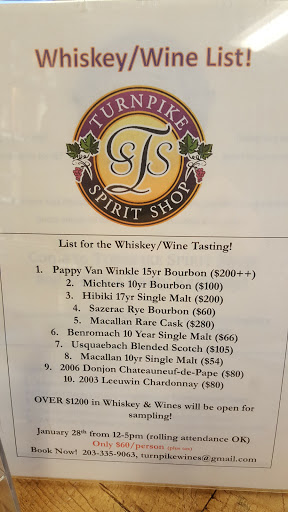 Whiskey/Wine List!
TURNPIKE
GTS
SPIRIT SHOP
List for the Whiskey/Wine Tasting!
1. Pappy Van Winkle 15yr Bourbon ($200++)
2. Michters 10yr Bourbon ($100)
3. Hibiki 17yr Single Malt ($200)
4. Sazerac Rye Bourbon ($60)
5. Macallan Rare Cask ($280)
6. Benromach 10 Year Single Malt ($66)
7. Usquaebach Blended Scotch ($105)
8. Macallan 10yr Single Malt ($54)
9. 2006 Donjon Chateauneuf-de-Pape ($80)
10. 2003 Leeuwin Chardonnay ($80)
OVER $1200 in Whiskey & Wines will be open for
sampling!
January 28th from 12-5pm (rolling attendance OK)
Only $60/person (plus tax)
Book Now! 203-335-9063, turnpikewines@gmail.com